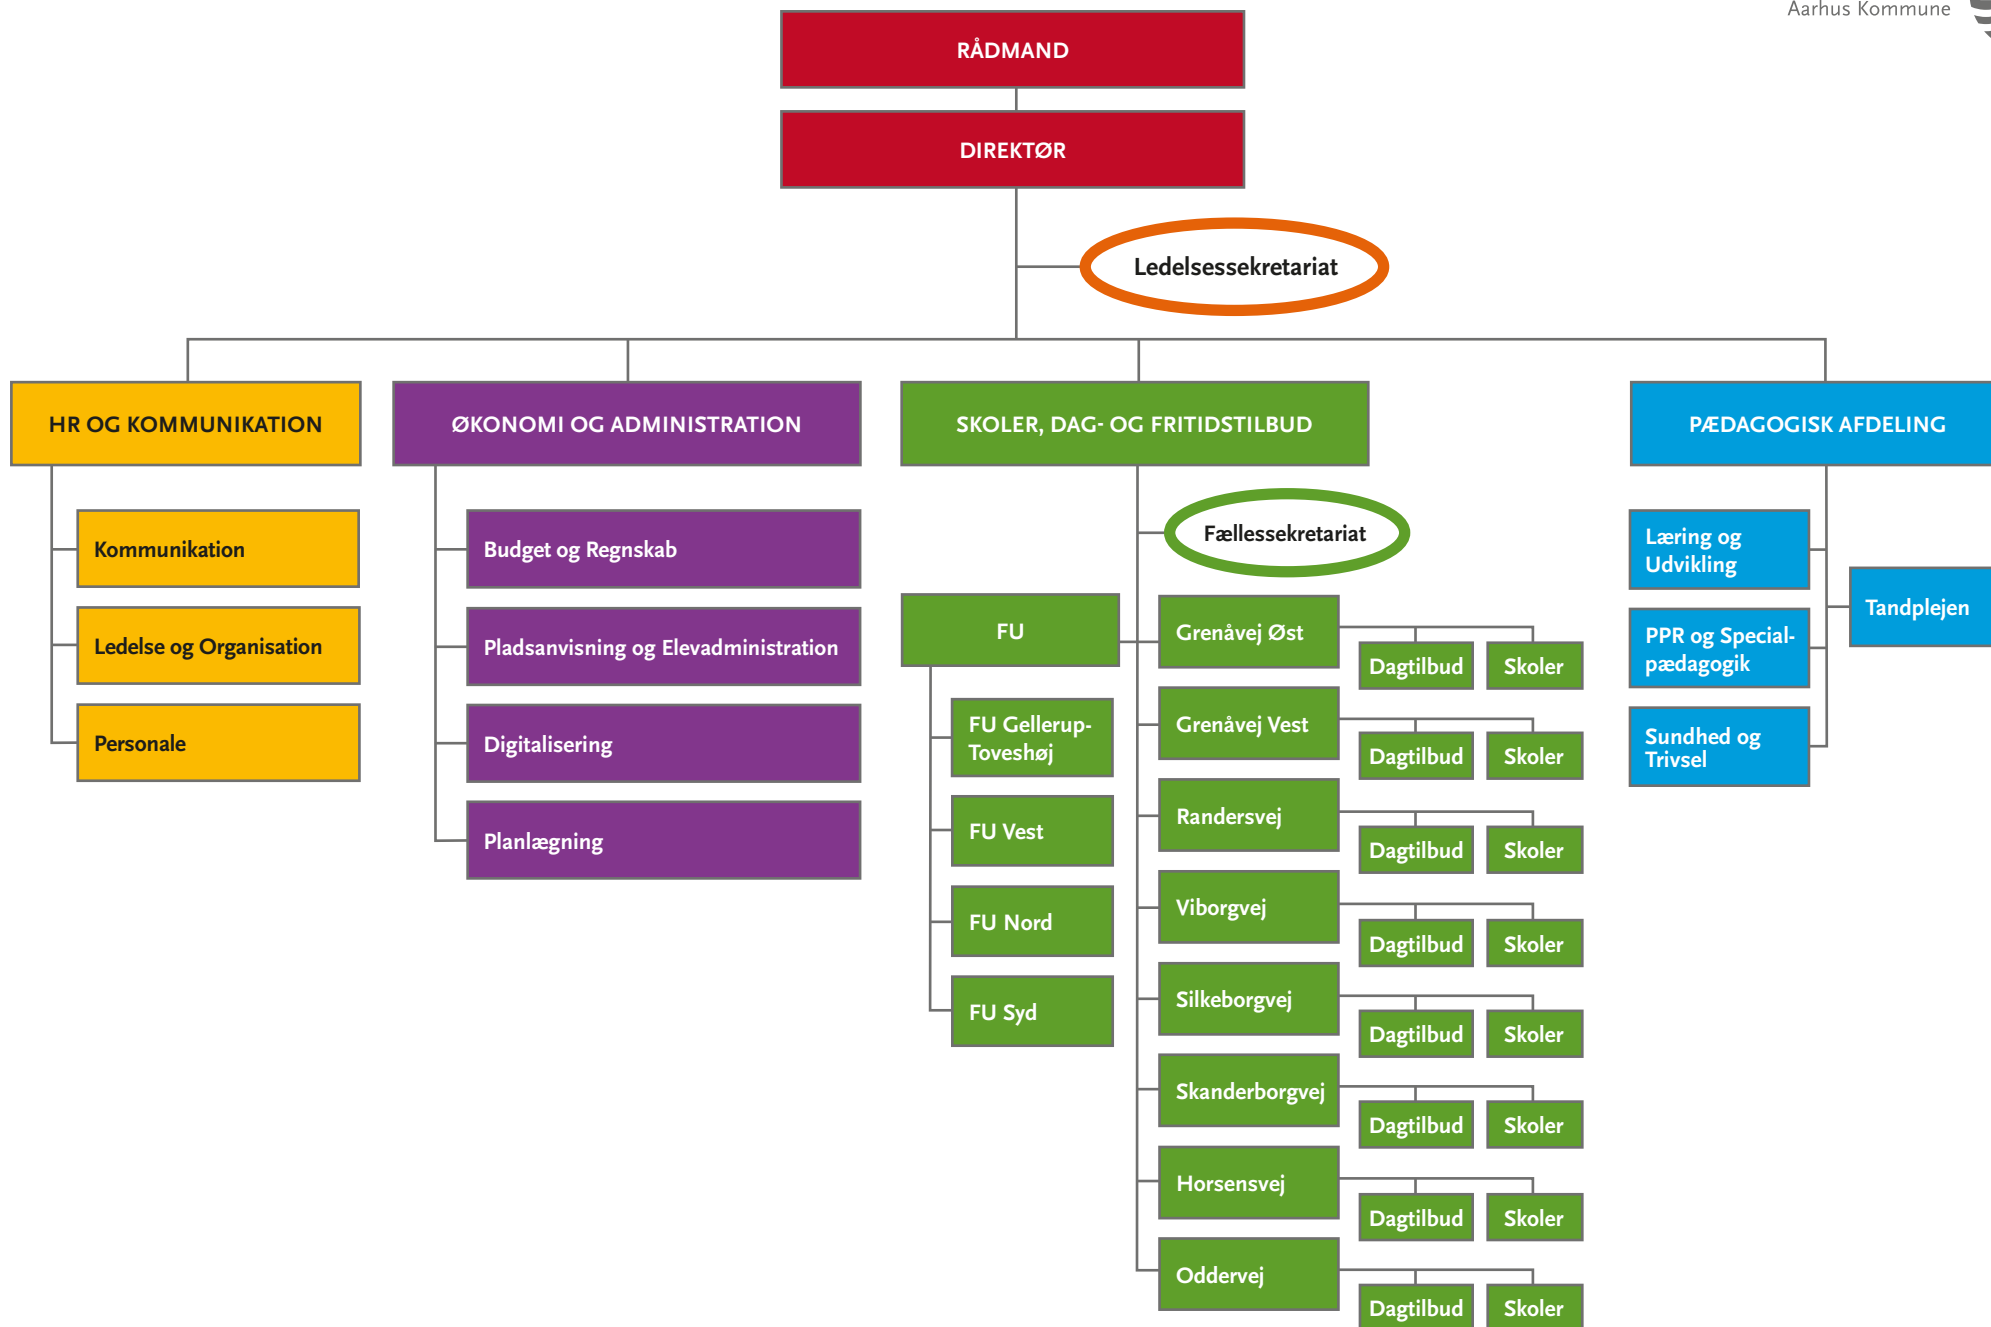 Aarhus Kommune
RÅDMAND
DIREKTØR
Ledelsessekretariat
HR OG KOMMUNIKATION
Kommunikation
Ledelse og Organisation
Personale
ØKONOMI OG ADMINISTRATION
Budget og Regnskab
Pladsanvisning og Elevadministration
Digitalisering
Planlægning
SKOLER, DAG- OG FRITIDSTILBUD
Fællessekretariat
FU
FU Gellerup-
Toveshøj
FU Vest
FU Nord
FU Syd
Grenåvej Øst
Dagtilbud
Skoler
Grenåvej Vest
Dagtilbud
Skoler
Randersvej
Dagtilbud
Skoler
Viborgvej
Dagtilbud
Skoler
Silkeborgvej
Dagtilbud
Skoler
Skanderborgvej
Dagtilbud
Skoler
Horsensvej
Dagtilbud
Skoler
Oddervej
Dagtilbud
Skoler
PÆDAGOGISK AFDELING
Læring og
Udvikling
PPR og Special-
pædagogik
Sundhed og
Trivsel
Tandplejen